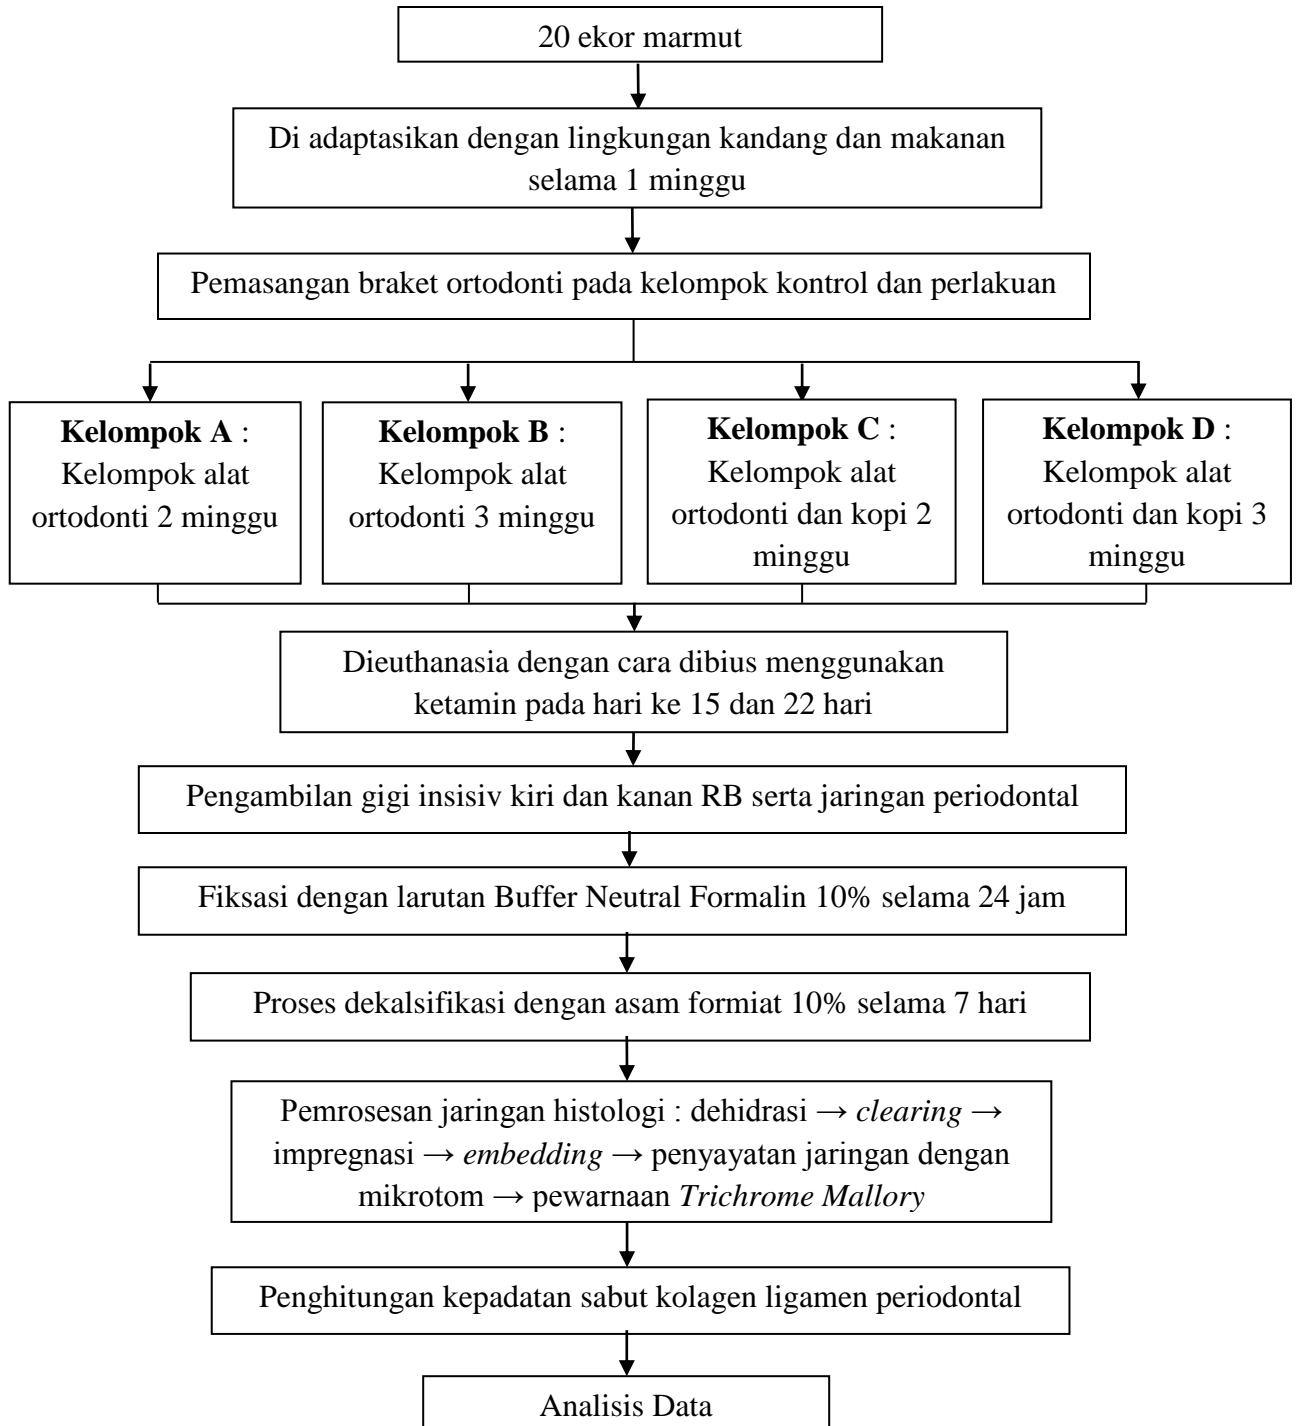 20 ekor marmut
Di adaptasikan dengan lingkungan kandang dan makanan
selama 1 minggu
Pemasangan braket ortodonti pada kelompok kontrol dan perlakuan
Kelompok A :
Kelompok alat
ortodonti 2 minggu
Kelompok B :
Kelompok alat
ortodonti 3 minggu
Kelompok C :
Kelompok alat
ortodonti dan kopi 2
minggu
Kelompok D :
Kelompok alat
ortodonti dan kopi 3
minggu
Dieuthanasia dengan cara dibius menggunakan
ketamin pada hari ke 15 dan 22 hari
Pengambilan gigi insisiv kiri dan kanan RB serta jaringan periodontal
Fiksasi dengan larutan Buffer Neutral Formalin 10% selama 24 jam
Proses dekalsifikasi dengan asam formiat 10% selama 7 hari
Pemrosesan jaringan histologi : dehidrasi → clearing →
impregnasi → embedding → penyayatan jaringan dengan
mikrotom → pewarnaan Trichrome Mallory
Penghitungan kepadatan sabut kolagen ligamen periodontal
Analisis Data